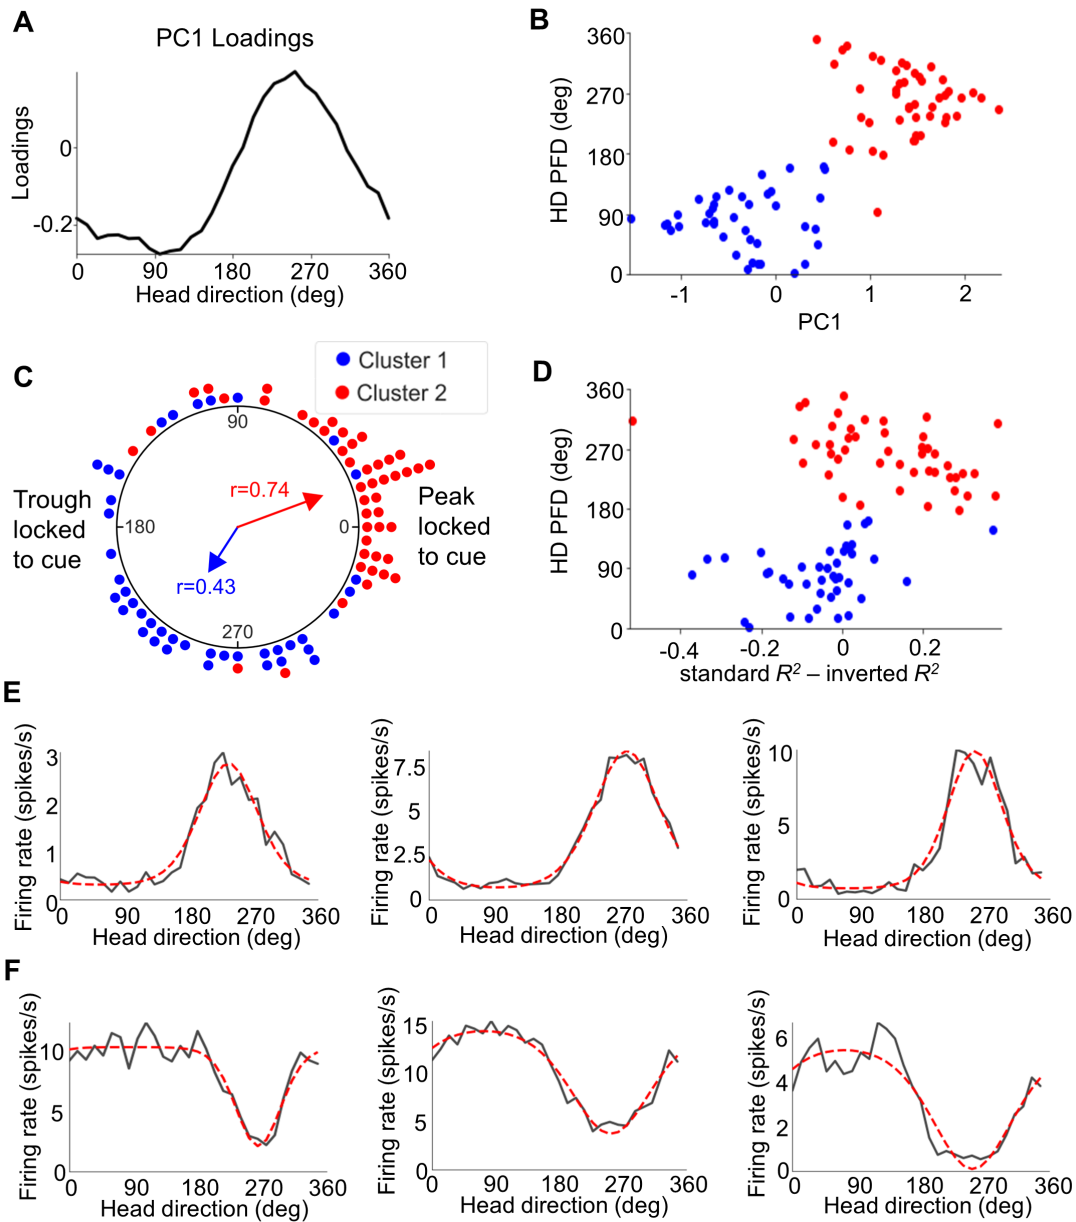 A
PC1 Loadings
Loadings
0
-0.2
0
90
180
270
360
Head direction (deg)
B
HD PFD (deg)
360
270
180
90
0
-1
0
1
2
PC1
C
Cluster 1
Cluster 2
90
180
0
270
r=0.74
r=0.43
Trough
locked
to cue
Peak
locked
to cue
D
HD PFD (deg)
360
270
180
90
0
-0.4
-0.2
0
0.2
standard R² – inverted R²
E
Firing rate (spikes/s)
3
2
1
0
0
90
180
270
360
Head direction (deg)
Firing rate (spikes/s)
7.5
5
2.5
0
0
90
180
270
360
Head direction (deg)
Firing rate (spikes/s)
10
5
0
0
90
180
270
360
Head direction (deg)
F
Firing rate (spikes/s)
10
5
0
0
90
180
270
360
Head direction (deg)
Firing rate (spikes/s)
15
10
5
0
0
90
180
270
360
Head direction (deg)
Firing rate (spikes/s)
6
4
2
0
0
90
180
270
360
Head direction (deg)